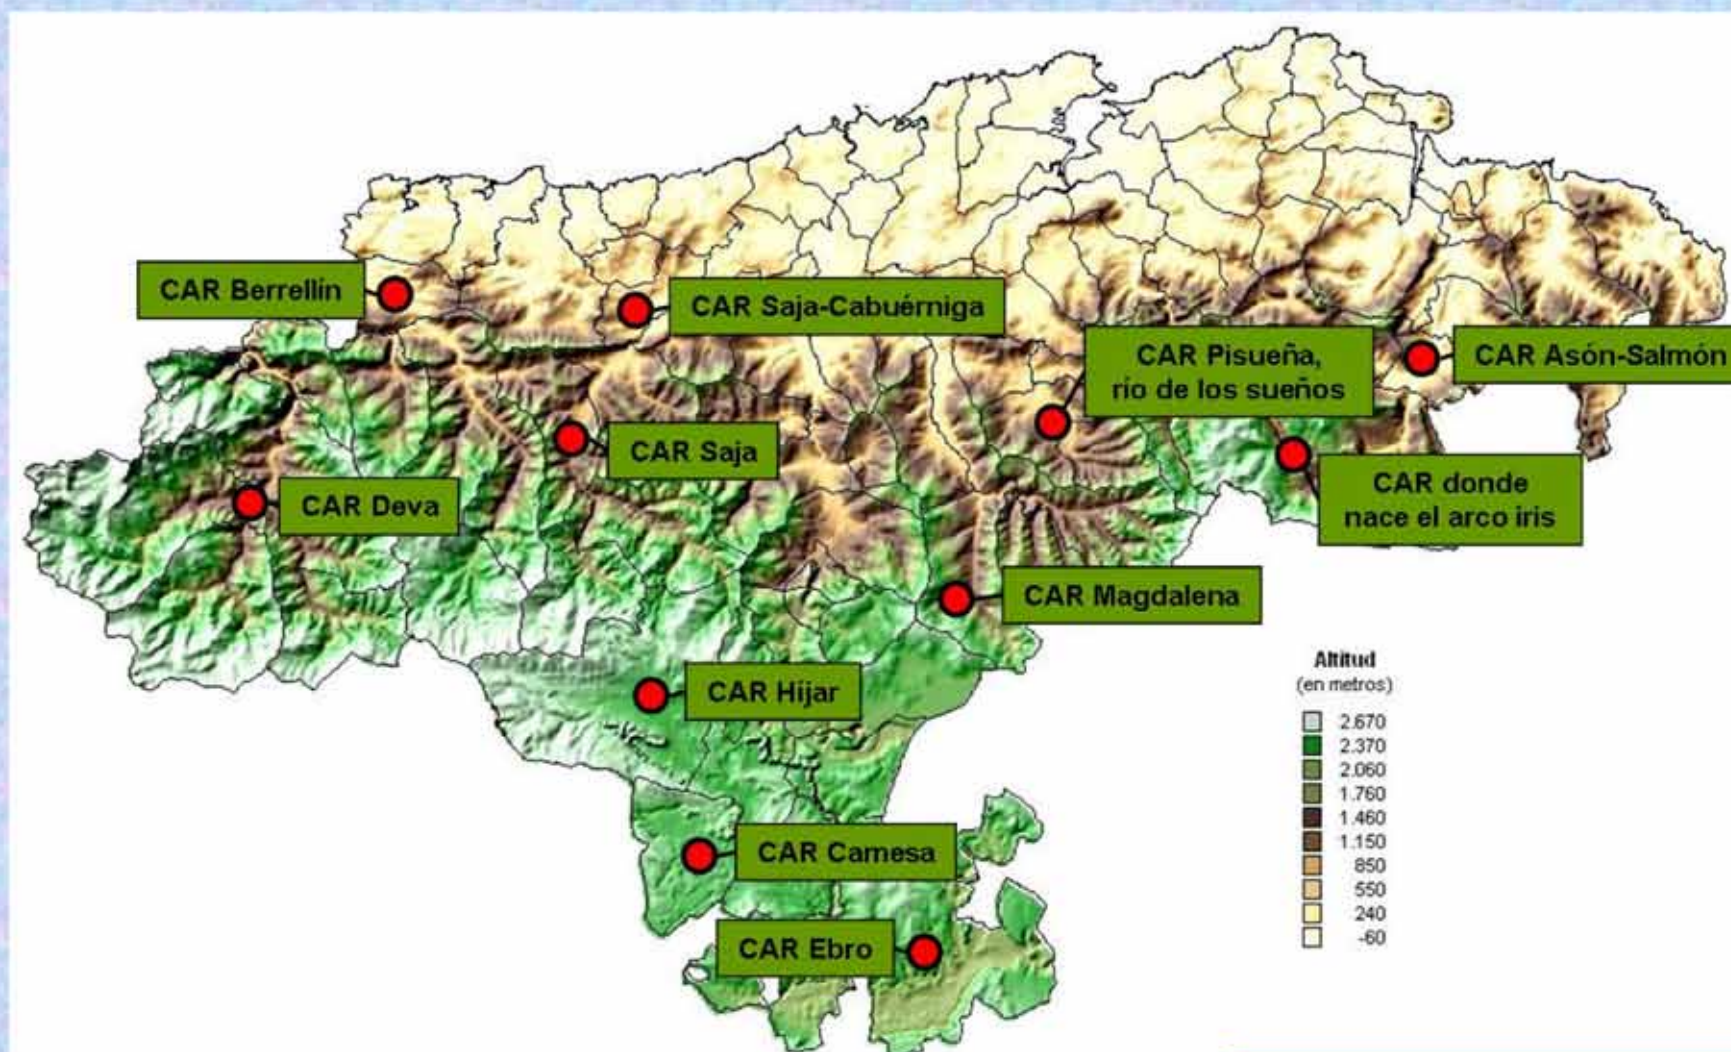 CAR Berrellín
CAR Saja-Cabuérniga
CAR Pisueña,
río de los sueños
CAR Asón-Salmón
CAR Saja
CAR Deva
CAR donde
nace el arco iris
CAR Magdalena
CAR Híjar
CAR Camesa
CAR Ebro
Altitud
(en metros)
2.670
2.370
2.060
1.760
1.460
1.150
850
550
240
-60